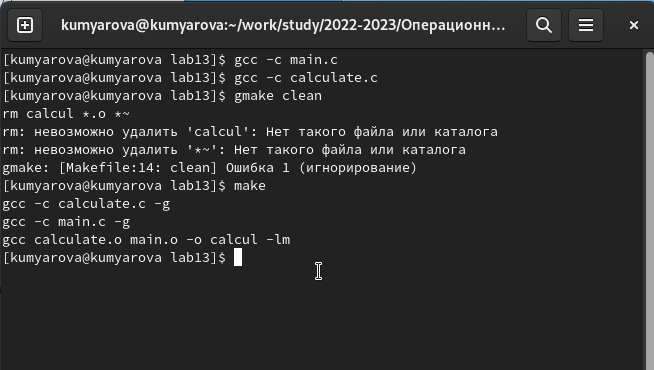 kumyarova@kumyarova:~/work/study/2022-2023/Операционн...
[kumyarova@kumyarova lab13]$ gcc -c main.c
[kumyarova@kumyarova lab13]$ gcc -c calculate.c
[kumyarova@kumyarova lab13]$ gmake clean
rm calcul *.o *~
rm: невозможно удалить 'calcul': Нет такого файла или каталога
rm: невозможно удалить '*~': Нет такого файла или каталога
gmake: [Makefile:14: clean] Ошибка 1 (игнорирование)
[kumyarova@kumyarova lab13]$ make
gcc -c calculate.c -g
gcc -c main.c -g
gcc calculate.o main.o -o calcul -lm
[kumyarova@kumyarova lab13]$